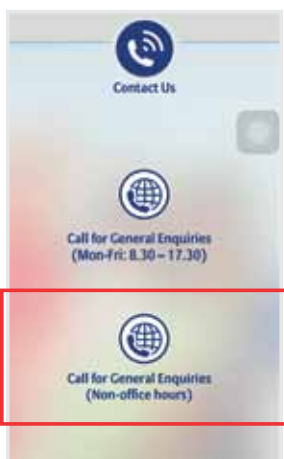 Contact Us
Call for General Enquiries
(Mon-Fri: 8.30 – 17.30)
Call for General Enquiries
(Non-office hours)